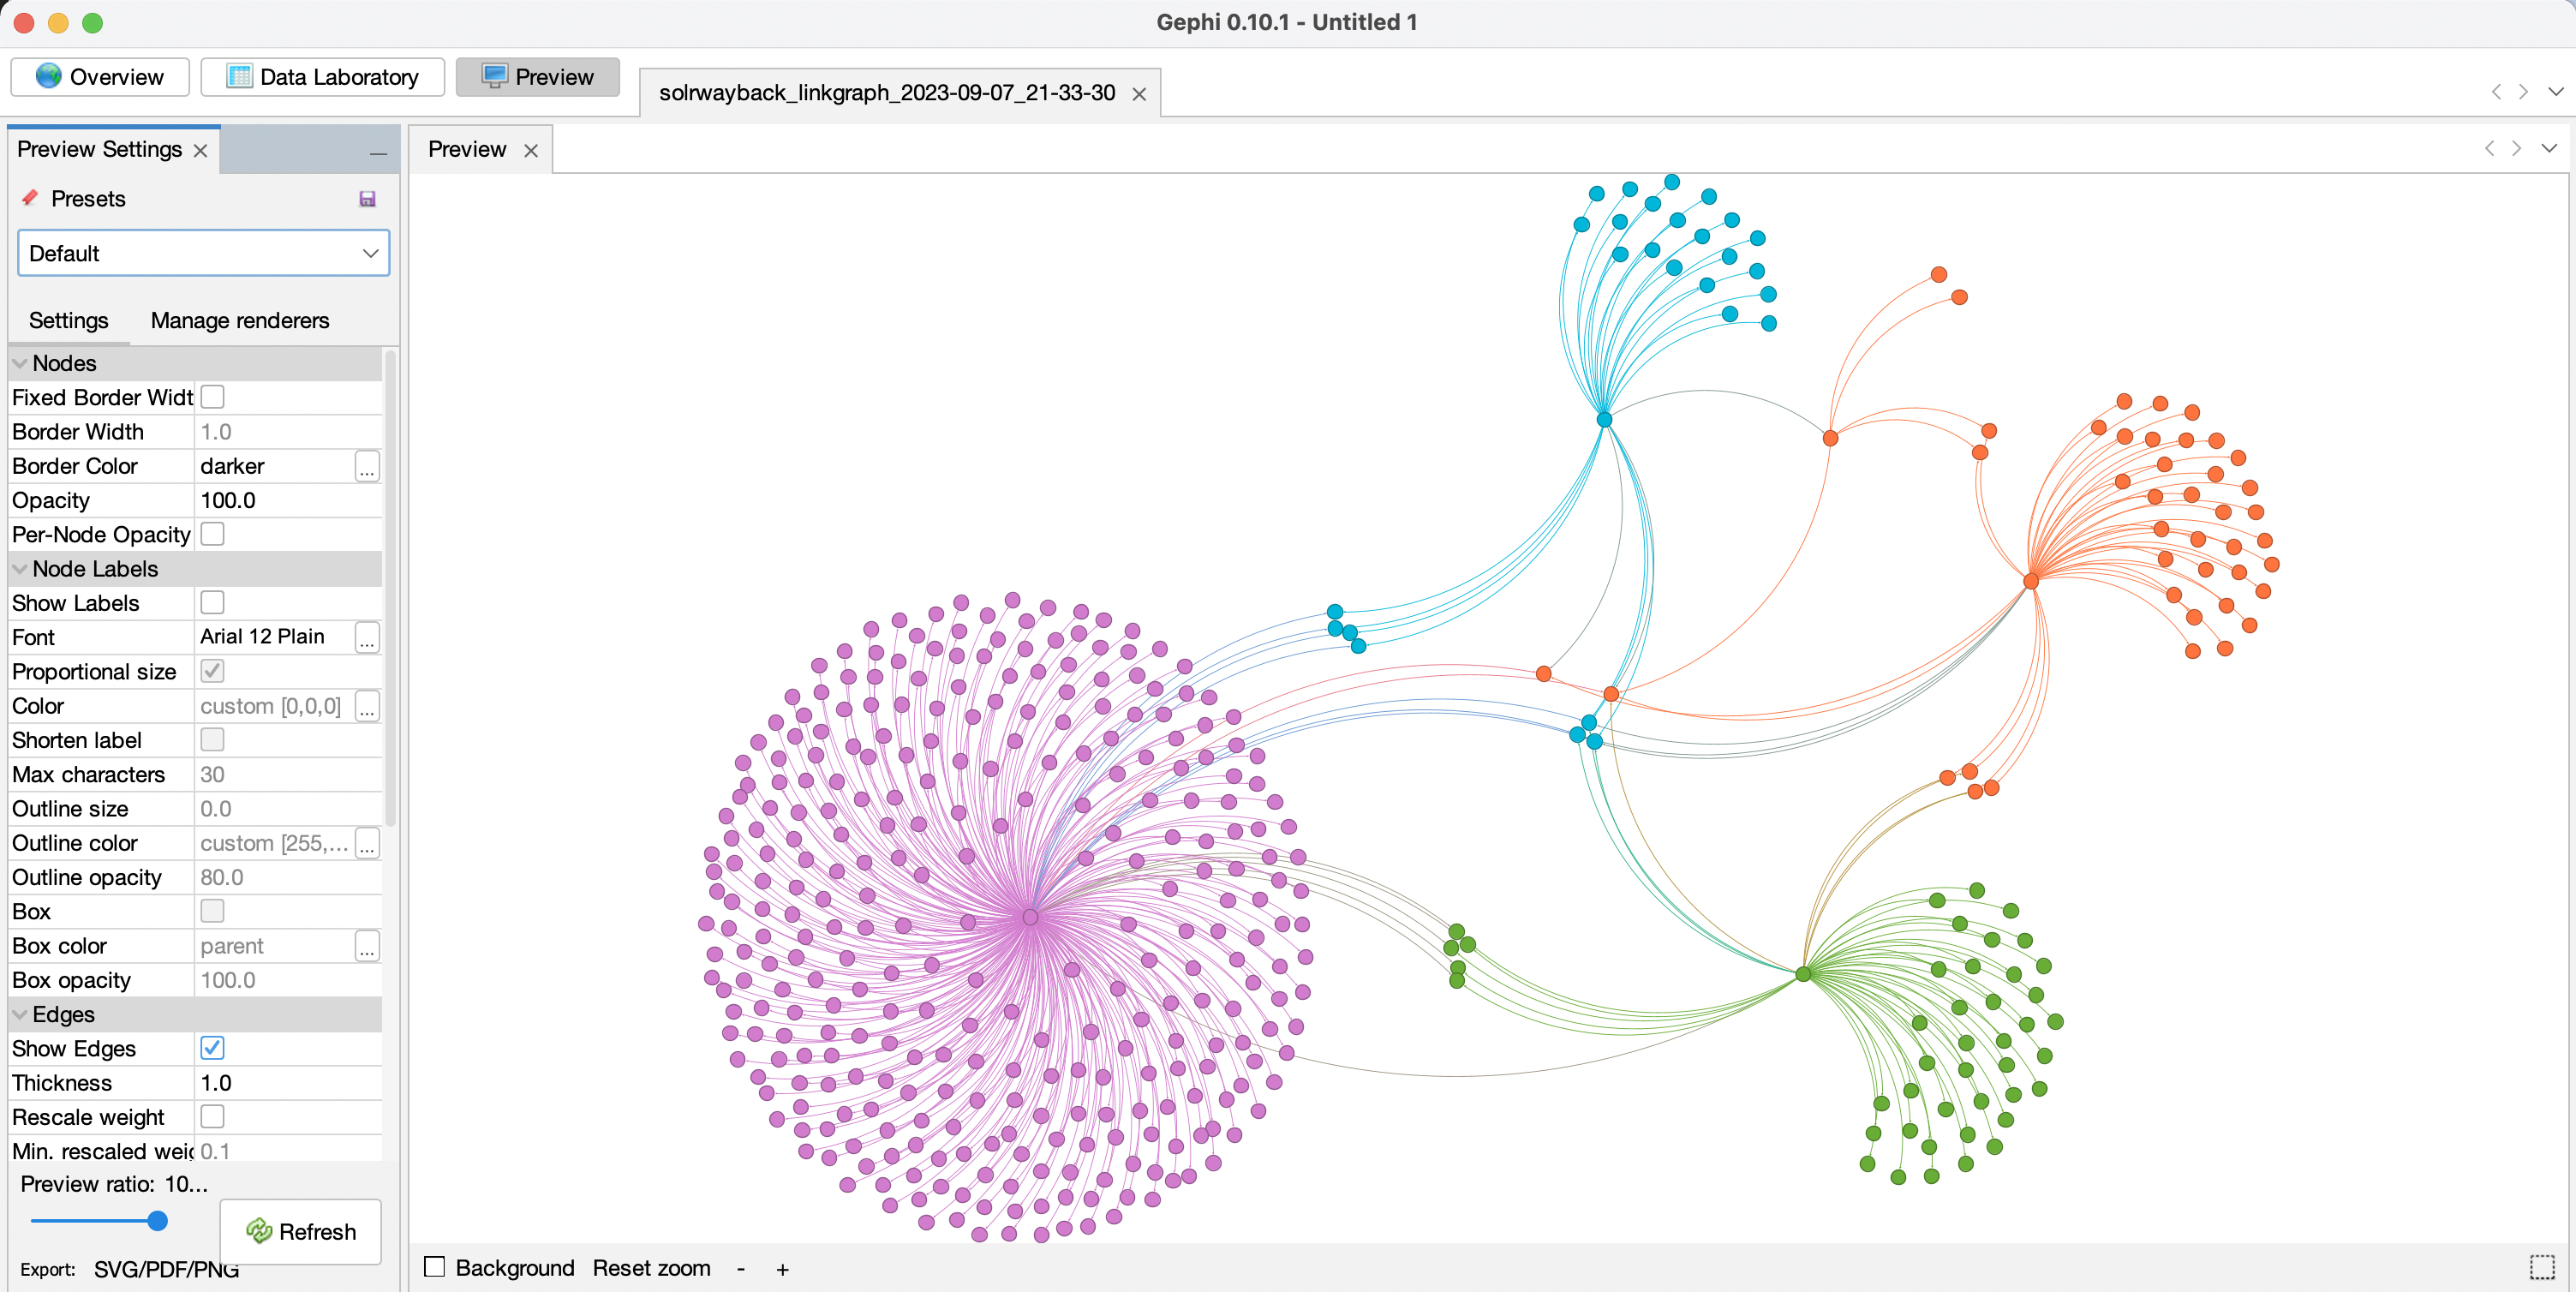 Gephi 0.10.1 - Untitled 1
Overview
Data Laboratory
Preview
solrwayback_linkgraph_2023-09-07_21-33-30
Preview Settings
Preview
Presets
Default
Settings
Manage renderers
Nodes
Fixed Border Widt
Border Width 1.0
Border Color darker ...
Opacity 100.0
Per-Node Opacity
Node Labels
Show Labels
Font Arial 12 Plain ...
Proportional size
Color custom [0,0,0] ...
Shorten label
Max characters 30
Outline size 0.0
Outline color custom [255,... ...
Outline opacity 80.0
Box
Box color parent ...
Box opacity 100.0
Edges
Show Edges
Thickness 1.0
Rescale weight
Min. rescaled weig 0.1
Preview ratio: 10...
Refresh
Export: SVG/PDF/PNG
Background Reset zoom - +